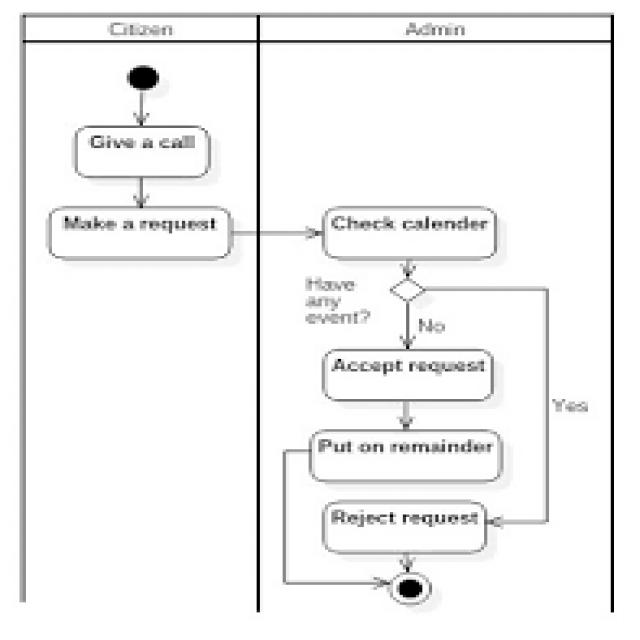 Citizen
Admin
Give a call
Make a request
Check calender
Have
any
event?
No
Accept request
Yes
Put on remainder
Reject request